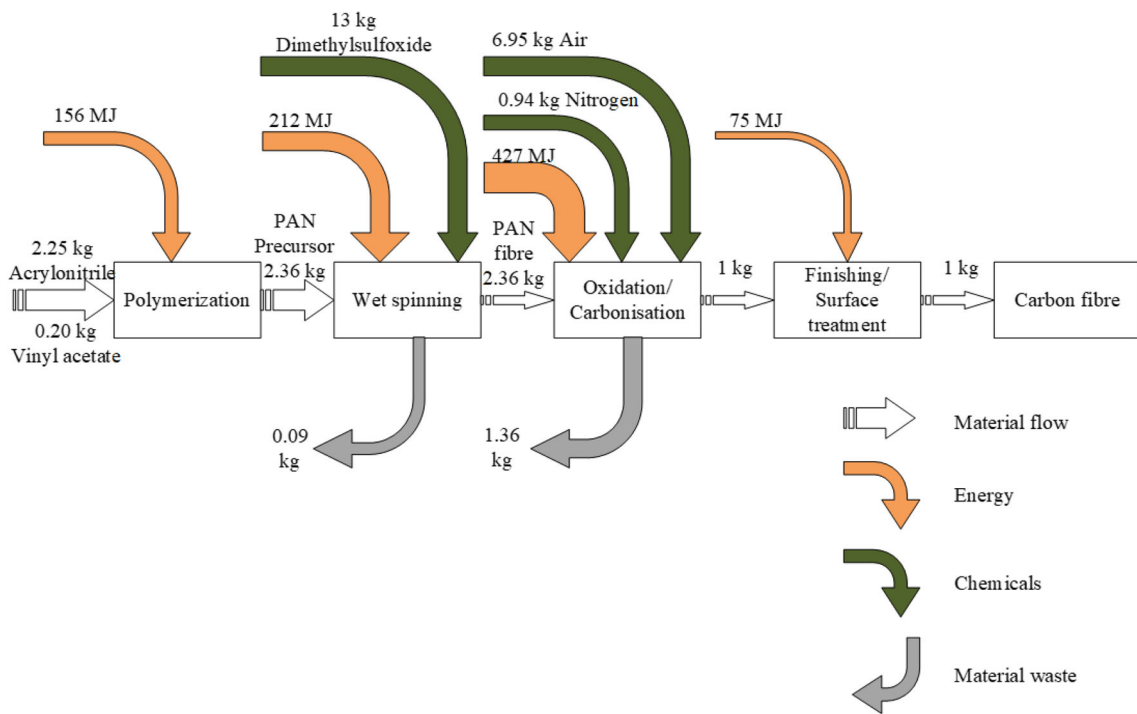 13 kg
Dimethylsulfoxide
6.95 kg Air
0.94 kg Nitrogen
156 MJ
212 MJ
427 MJ
75 MJ
2.25 kg
Acrylonitrile
0.20 kg
Vinyl acetate
Polymerization
PAN
Precursor
2.36 kg
Wet spinning
PAN
fibre
2.36 kg
Oxidation/
Carbonisation
1 kg
Finishing/
Surface
treatment
1 kg
Carbon fibre
0.09
kg
1.36
kg
Material flow
Energy
Chemicals
Material waste